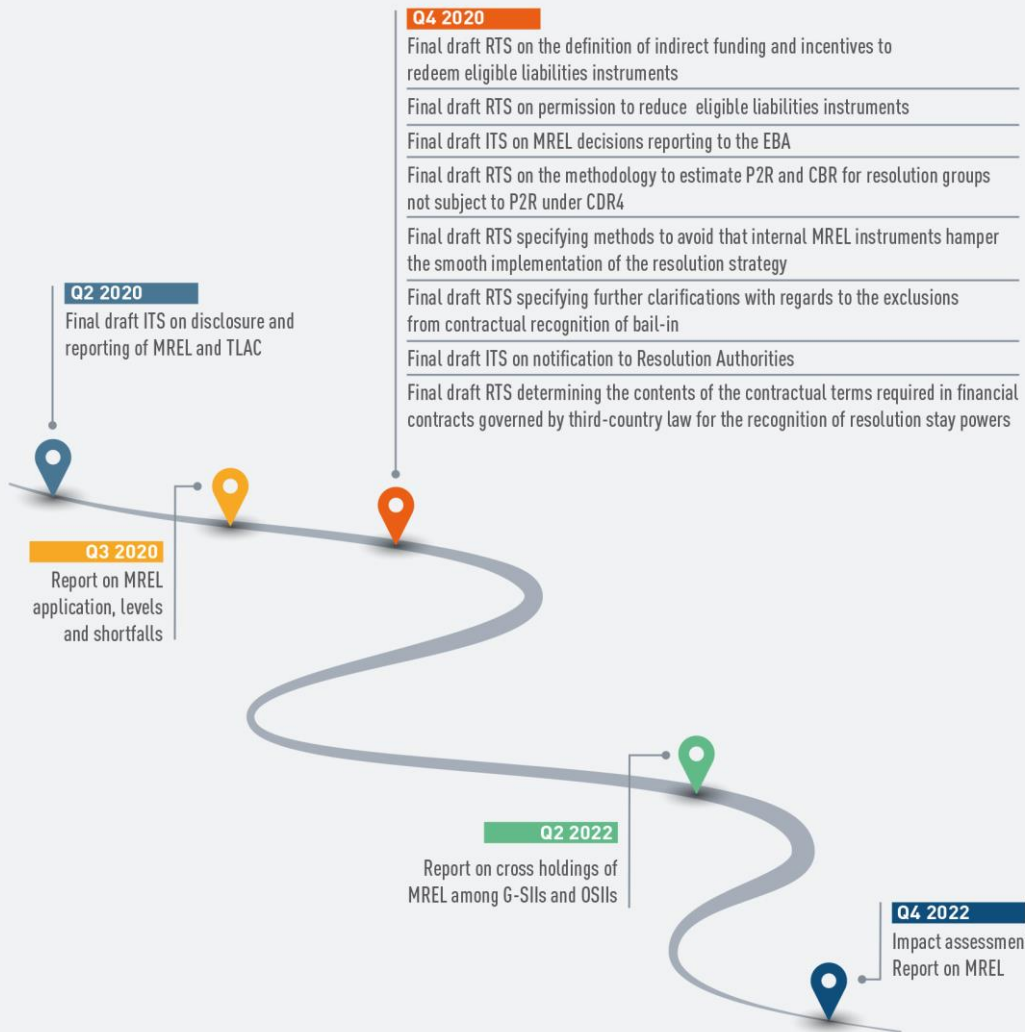 Q4 2020
Final draft RTS on the definition of indirect funding and incentives to
redeem eligible liabilities instruments
Final draft RTS on permission to reduce eligible liabilities instruments
Final draft ITS on MREL decisions reporting to the EBA
Final draft RTS on the methodology to estimate P2R and CBR for resolution groups
not subject to P2R under CDR4
Final draft RTS specifying methods to avoid that internal MREL instruments hamper
the smooth implementation of the resolution strategy
Final draft RTS specifying further clarifications with regards to the exclusions
from contractual recognition of bail-in
Final draft ITS on notification to Resolution Authorities
Final draft RTS determining the contents of the contractual terms required in financial
contracts governed by third-country law for the recognition of resolution stay powers
Q2 2020
Final draft ITS on disclosure and
reporting of MREL and TLAC
Q3 2020
Report on MREL
application, levels
and shortfalls
Q2 2022
Report on cross holdings of
MREL among G-SIIs and OSIIs
Q4 2022
Impact assessmen
Report on MREL